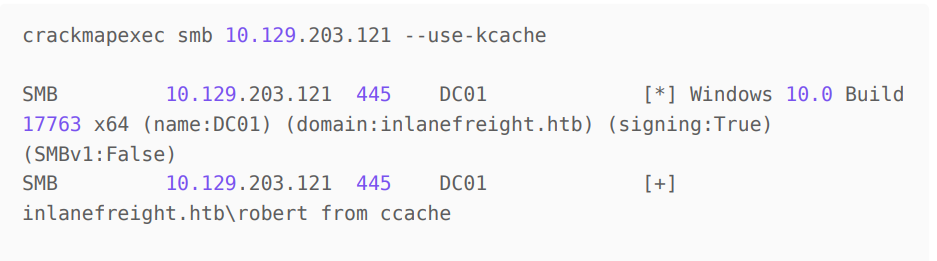 crackmapexec smb 10.129.203.121 --use-kcache
SMB 10.129.203.121 445 DC01 [*] Windows 10.0 Build
17763 x64 (name:DC01) (domain:inlanefreight.htb) (signing:True)
(SMBv1:False)
SMB 10.129.203.121 445 DC01 [+]
inlanefreight.htb\robert from ccache